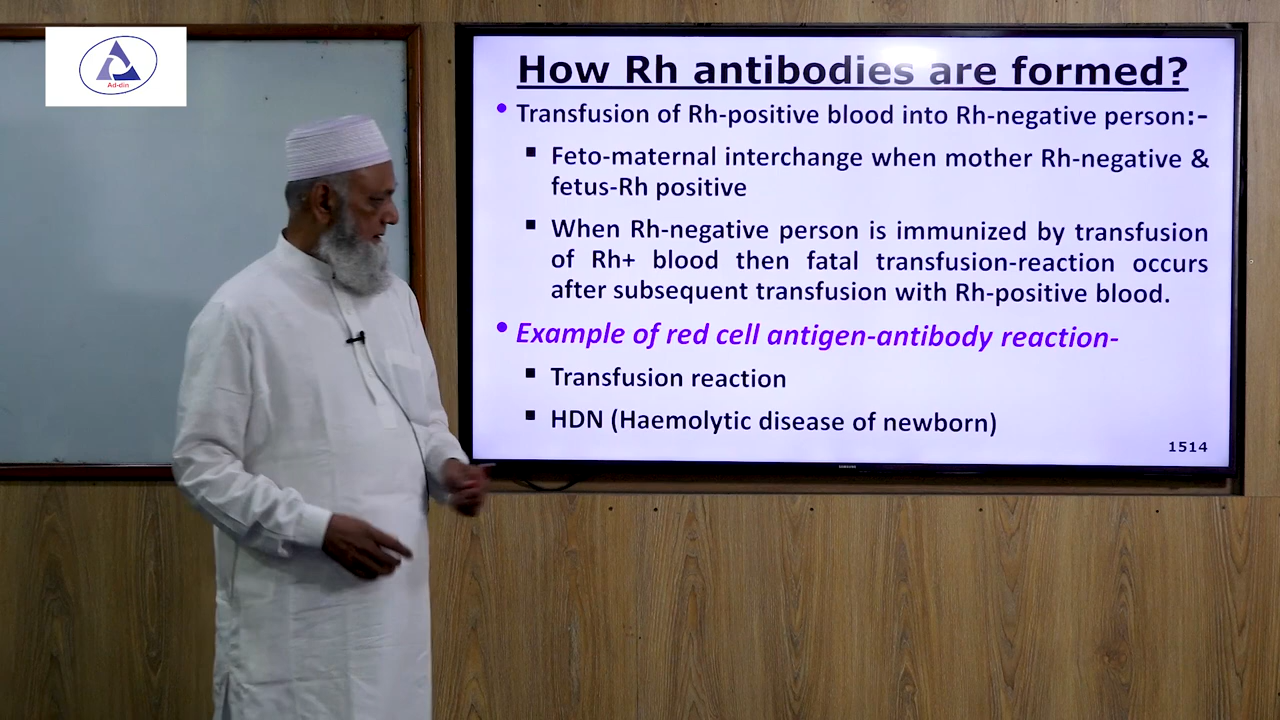 Ad-din
How Rh antibodies are formed?
• Transfusion of Rh-positive blood into Rh-negative person:-
▪ Feto-maternal interchange when mother Rh-negative &
fetus-Rh positive
▪ When Rh-negative person is immunized by transfusion
of Rh+ blood then fatal transfusion-reaction occurs
after subsequent transfusion with Rh-positive blood.
• Example of red cell antigen-antibody reaction-
▪ Transfusion reaction
▪ HDN (Haemolytic disease of newborn)
1514
SAMSUNG